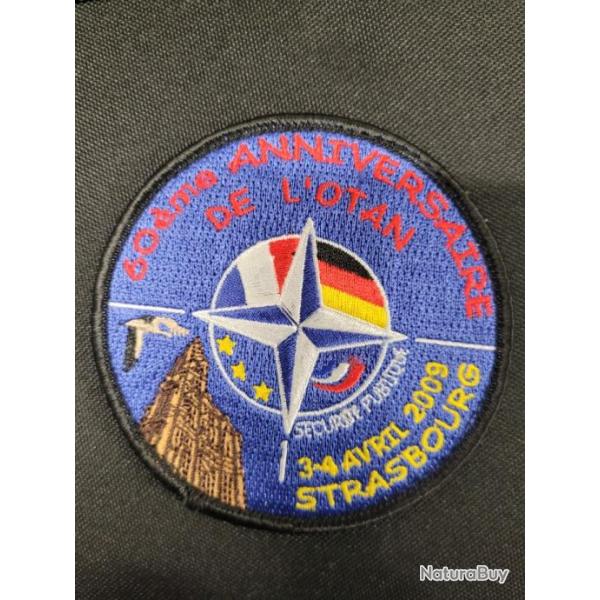 60ème ANNIVERSAIRE
DE L'OTAN
SECURITE PUBLIQUE
3-4 AVRIL 2009
STRASBOURG
NaturaBuy